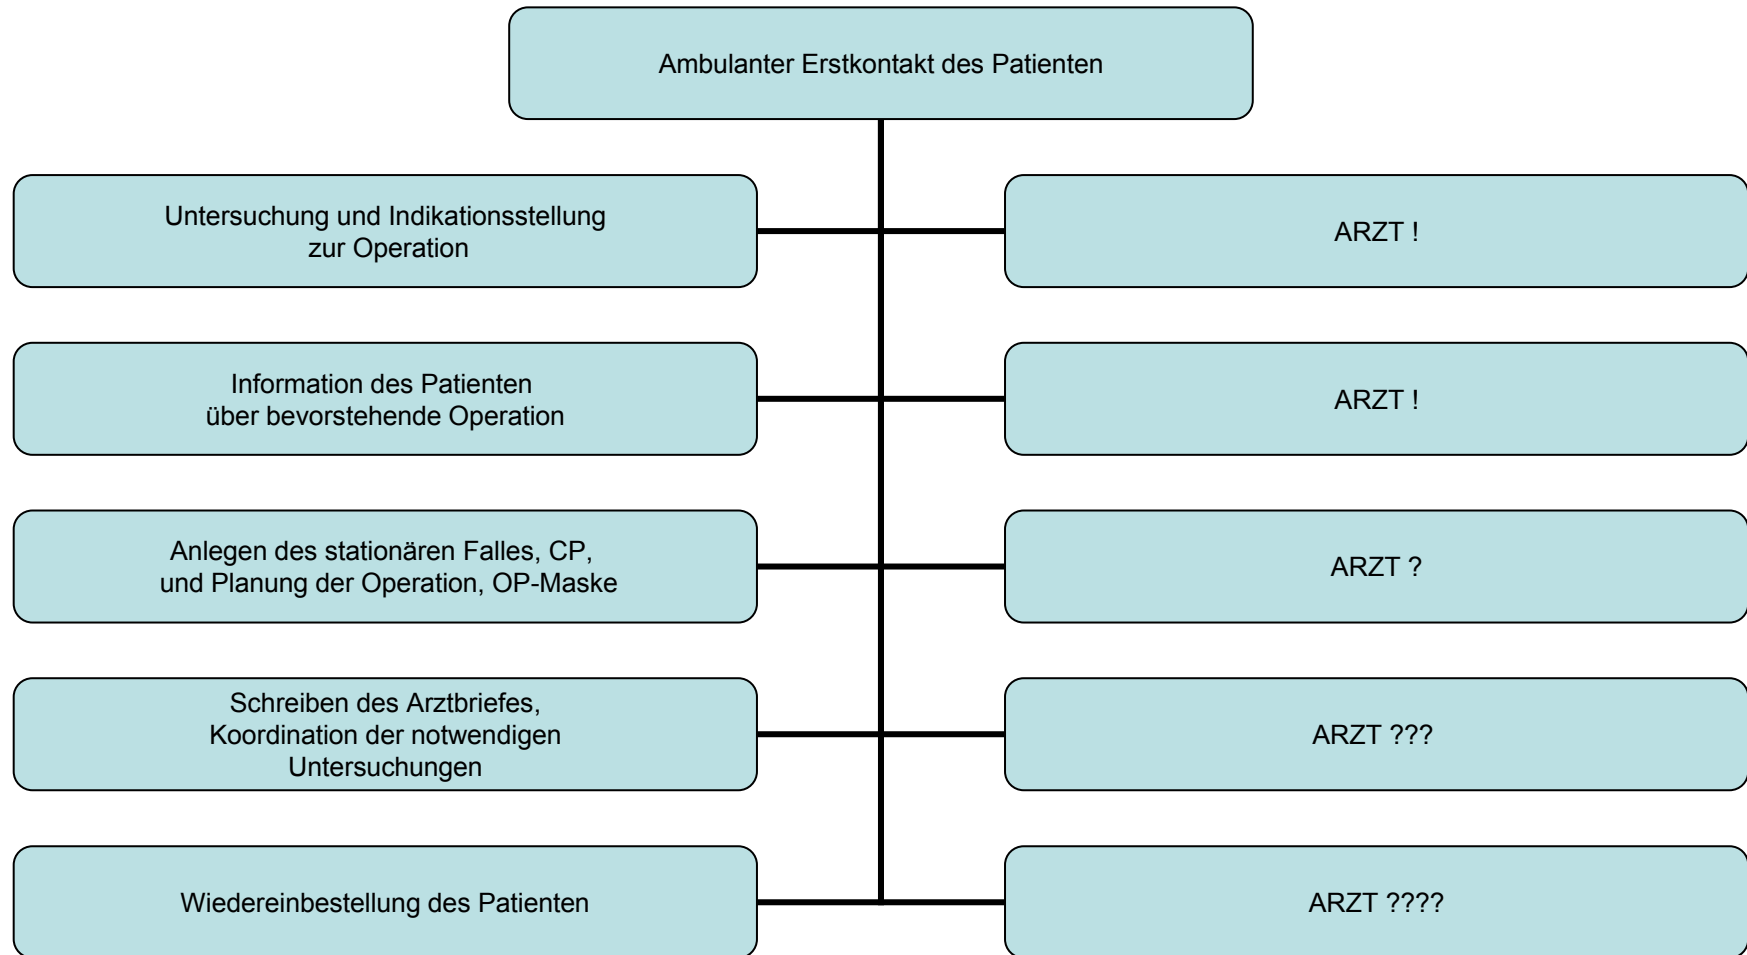 Ambulanter Erstkontakt des Patienten
Untersuchung und Indikationsstellung
zur Operation
ARZT !
Information des Patienten
über bevorstehende Operation
ARZT !
Anlegen des stationären Falles, CP,
und Planung der Operation, OP-Maske
ARZT ?
Schreiben des Arztbriefes,
Koordination der notwendigen
Untersuchungen
ARZT ???
Wiedereinbestellung des Patienten
ARZT ????